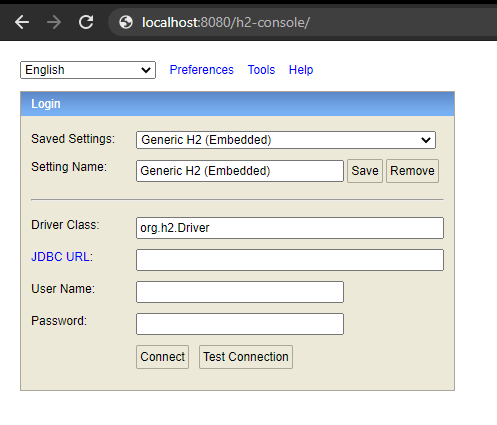 localhost:8080/h2-console/
English Preferences Tools Help
Login
Saved Settings: Generic H2 (Embedded)
Setting Name: Generic H2 (Embedded) Save Remove
Driver Class: org.h2.Driver
JDBC URL:
User Name:
Password:
Connect Test Connection